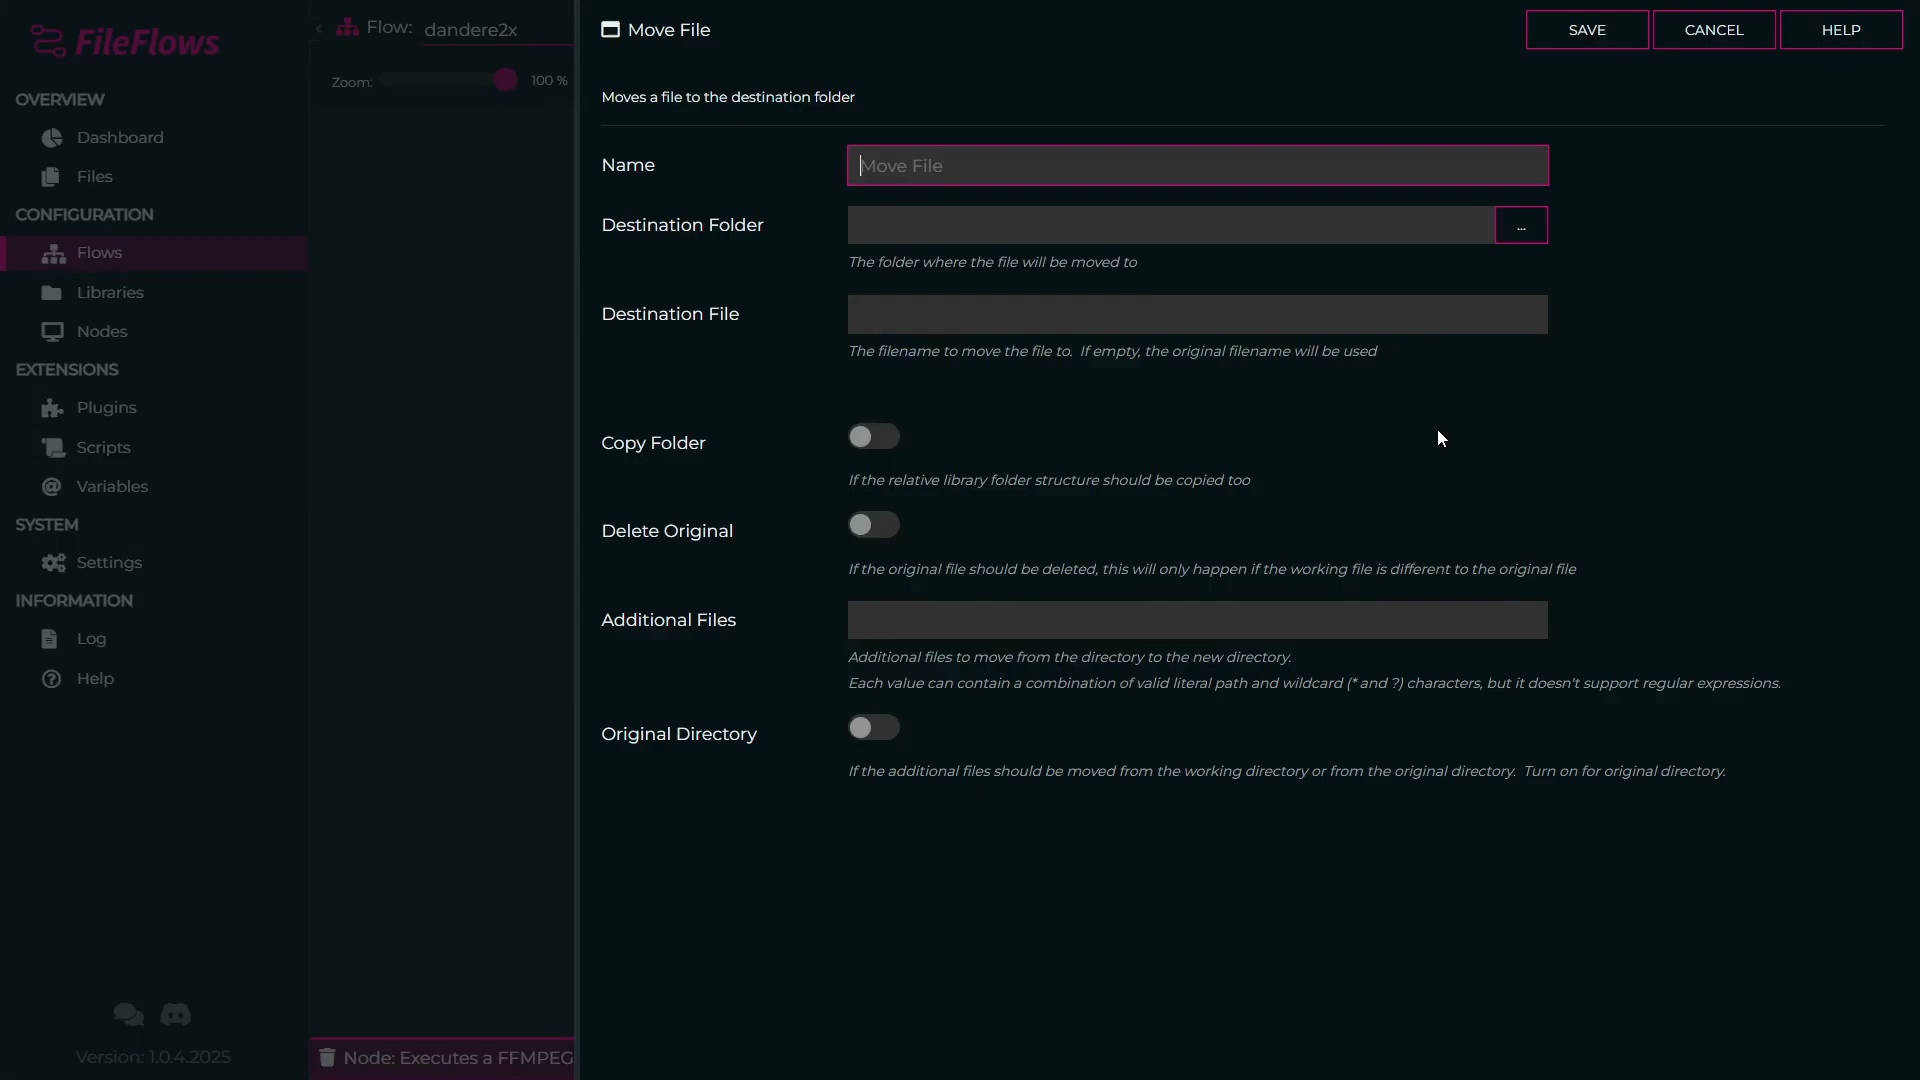 FileFlows
OVERVIEW
Dashboard
Files
CONFIGURATION
Flows
Libraries
Nodes
EXTENSIONS
Plugins
Scripts
Variables
SYSTEM
Settings
INFORMATION
Log
Help
Version: 1.0.4.2025
Flow: dandere2x
Zoom: 100 %
Node: Executes a FFMPEG
Move File
SAVE
CANCEL
HELP
Moves a file to the destination folder
Name
Move File
Destination Folder
...
The folder where the file will be moved to
Destination File
The filename to move the file to. If empty, the original filename will be used
Copy Folder
If the relative library folder structure should be copied too
Delete Original
If the original file should be deleted, this will only happen if the working file is different to the original file
Additional Files
Additional files to move from the directory to the new directory.
Each value can contain a combination of valid literal path and wildcard (* and ?) characters, but it doesn't support regular expressions.
Original Directory
If the additional files should be moved from the working directory or from the original directory. Turn on for original directory.